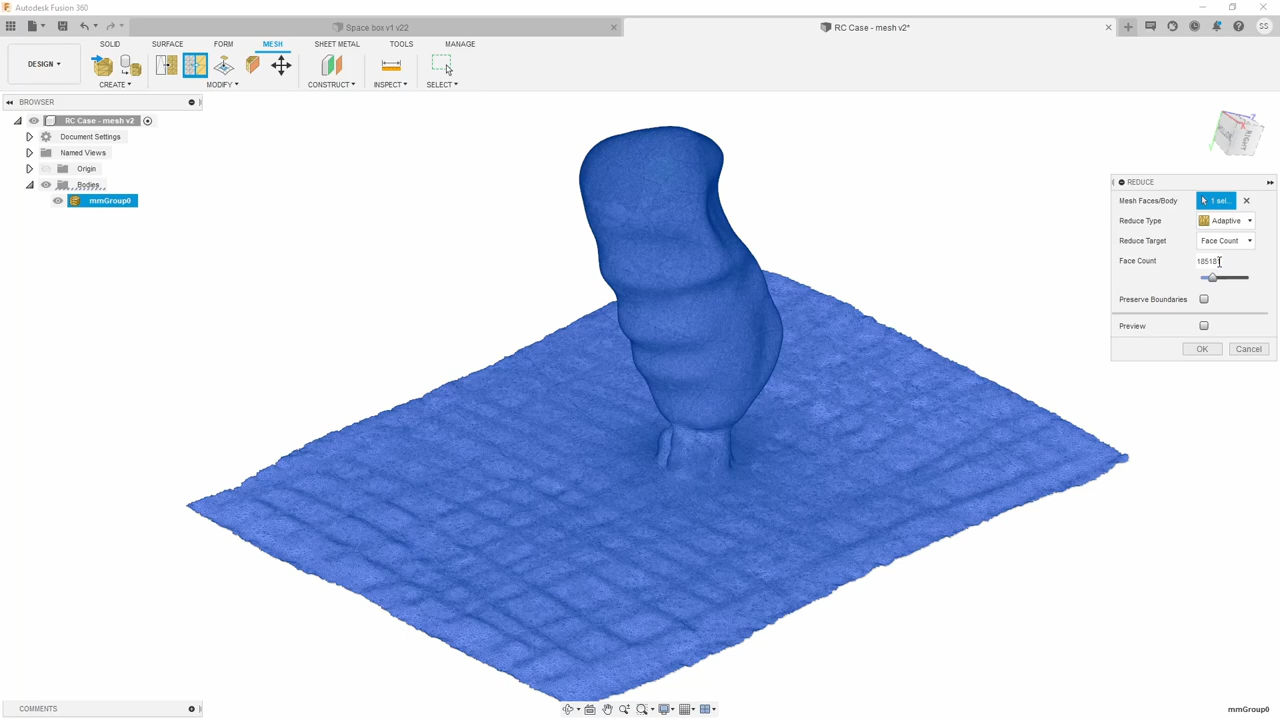 Autodesk Fusion 360
Space box v1 v22
RC Case - mesh v2*
SS
DESIGN
SOLID SURFACE FORM MESH SHEET METAL TOOLS MANAGE
CREATE MODIFY CONSTRUCT INSPECT SELECT
BROWSER
RC Case - mesh v2
Document Settings
Named Views
Origin
Bodies
mmGroup0
RIGHT
REDUCE
Mesh Faces/Body 1 sel...
Reduce Type Adaptive
Reduce Target Face Count
Face Count 18518
Preserve Boundaries
Preview
OK Cancel
COMMENTS
mmGroup0